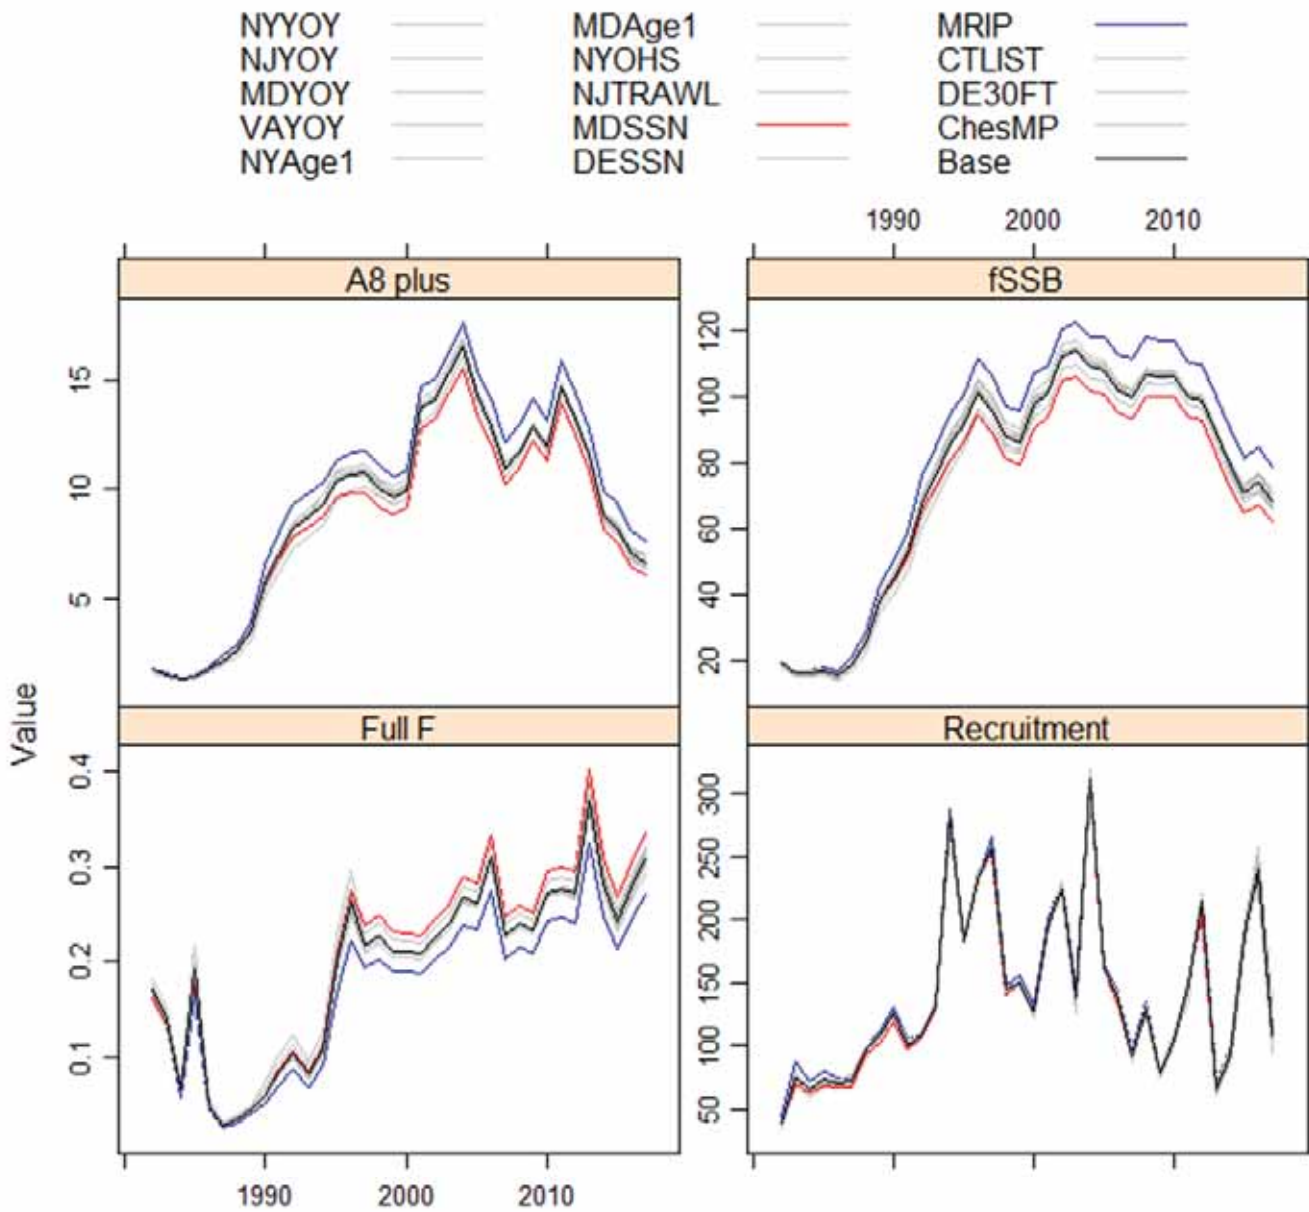 NYYOY MDAge1 MRIP
NJYOY NYOHS CTLIST
MDYOY NJTRAWL DE30FT
VAYOY MDSSN ChesMP
NYAge1 DESSN Base
1990 2000 2010
A8 plus fSSB
5 10 15
20 40 60 80 100 120
Value
Full F Recruitment
0.1 0.2 0.3 0.4
50 100 150 200 250 300
1990 2000 2010